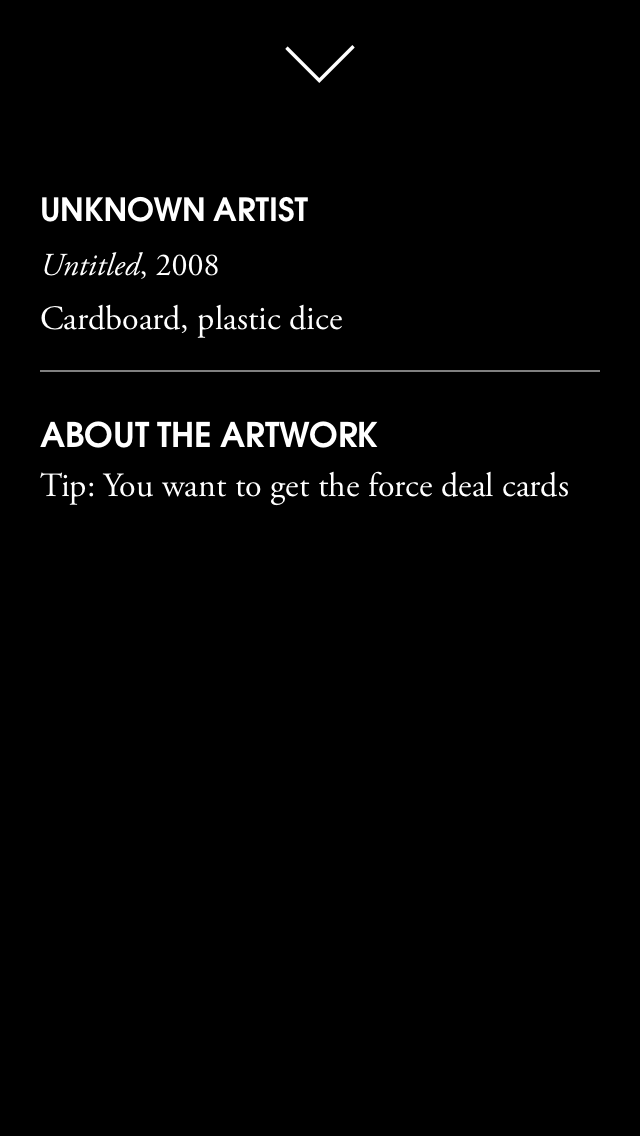 UNKNOWN ARTIST
Untitled, 2008
Cardboard, plastic dice
ABOUT THE ARTWORK
Tip: You want to get the force deal cards